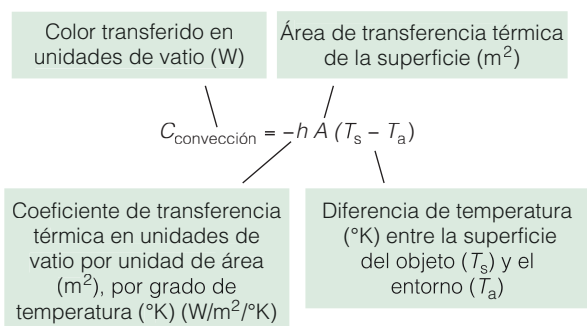 Color transferido en
unidades de vatio (W)
Área de transferencia térmica
de la superficie (m²)
C convección = –h A (Tₛ – Tₐ)
Coeficiente de transferencia
térmica en unidades de
vatio por unidad de área
(m²), por grado de
temperatura (°K) (W/m²/°K)
Diferencia de temperatura
(°K) entre la superficie
del objeto (Tₛ) y el
entorno (Tₐ)